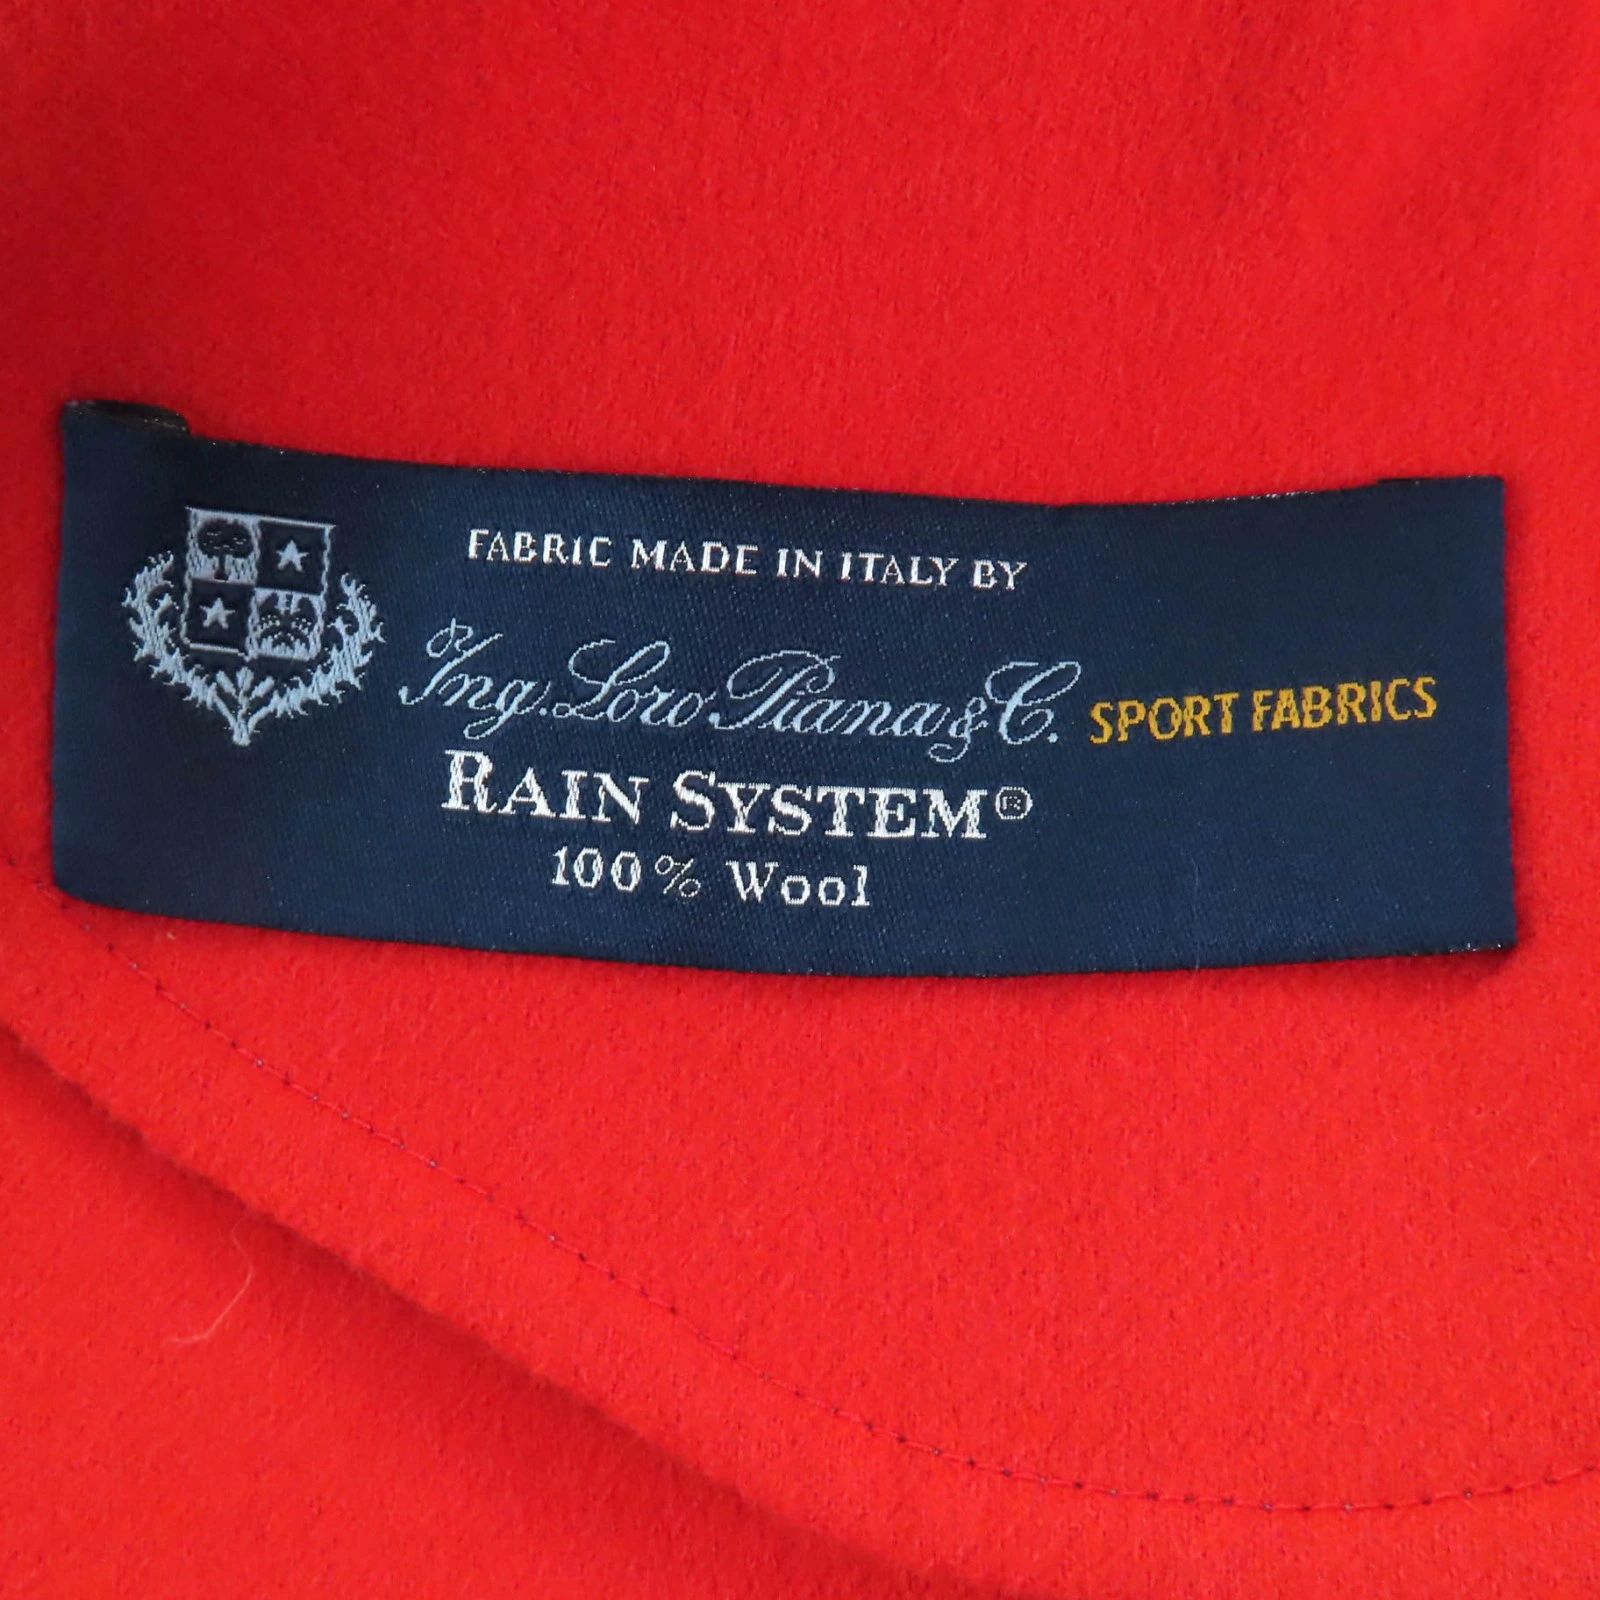 FABRIC MADE IN ITALY BY
Ing. Loro Piana & C. SPORT FABRICS
RAIN SYSTEM®
100% Wool